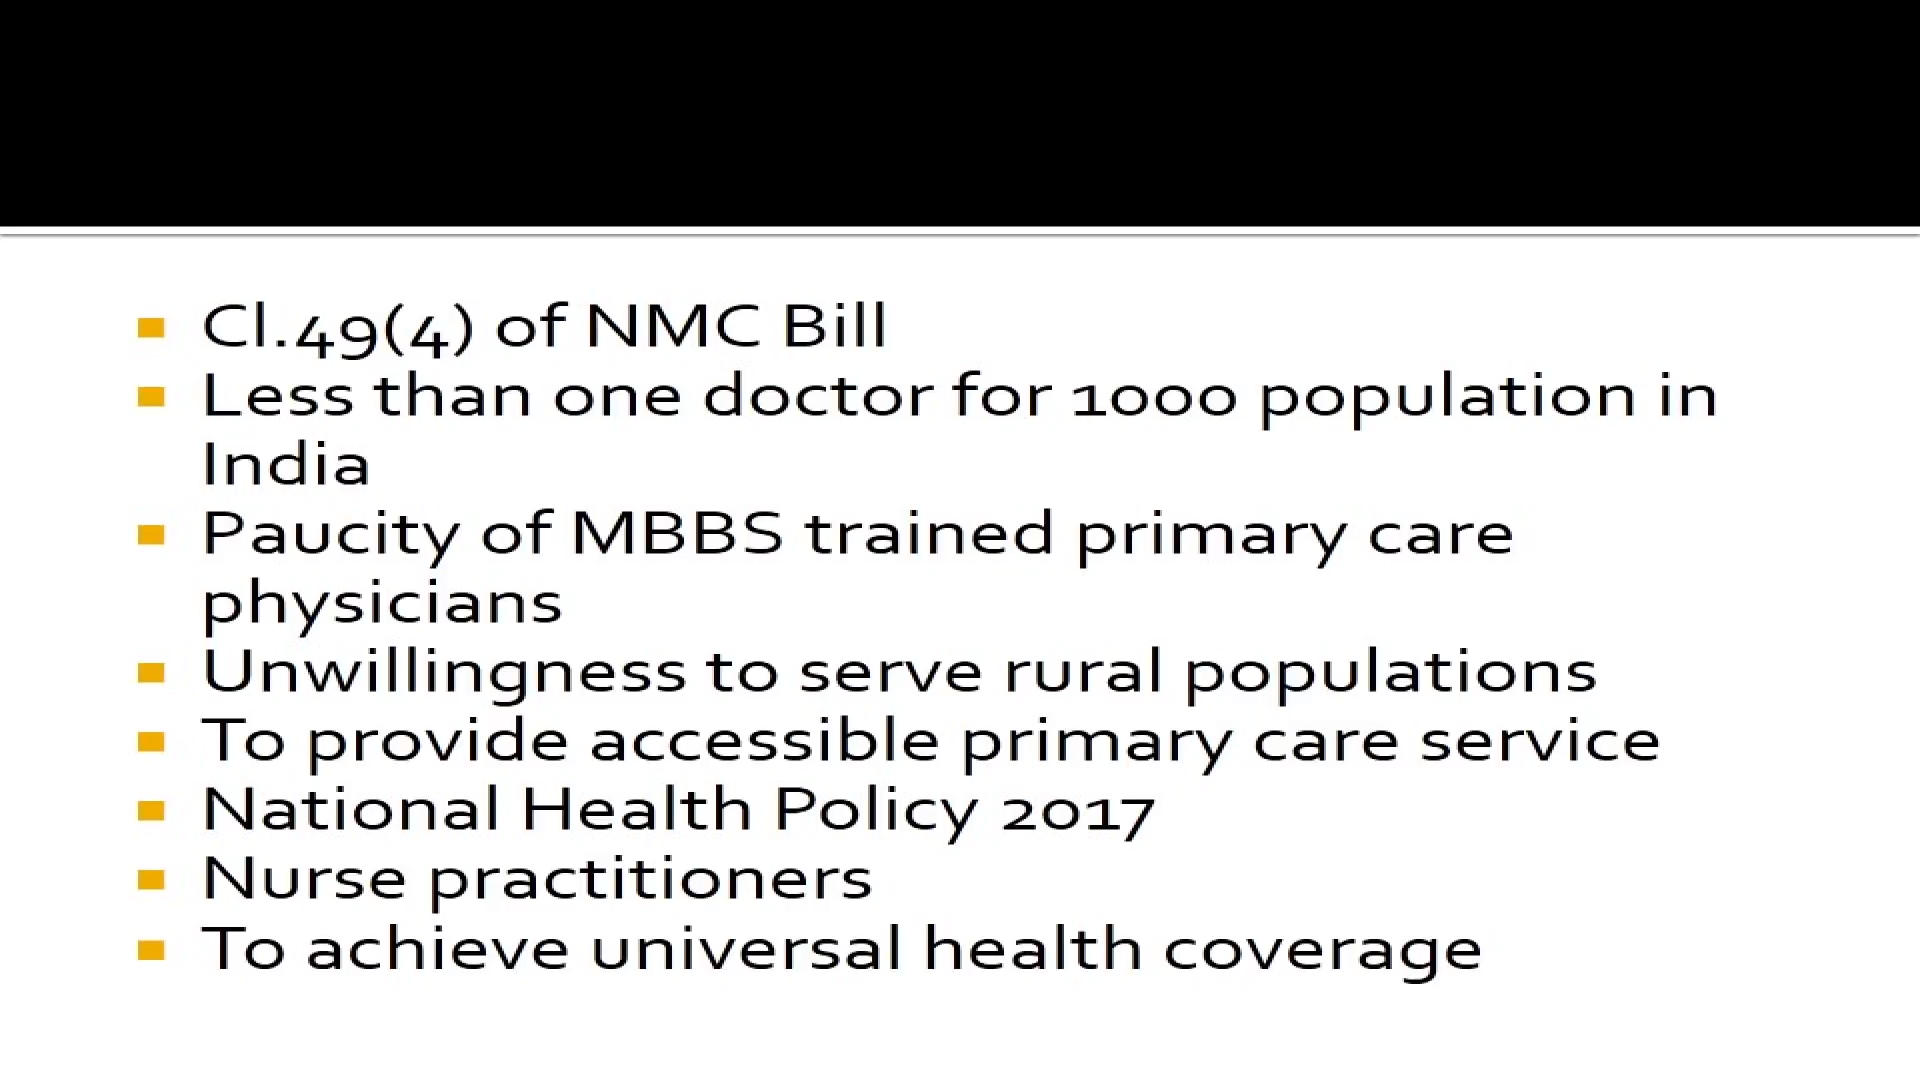 Cl.49(4) of NMC Bill
Less than one doctor for 1000 population in
India
Paucity of MBBS trained primary care
physicians
Unwillingness to serve rural populations
To provide accessible primary care service
National Health Policy 2017
Nurse practitioners
To achieve universal health coverage